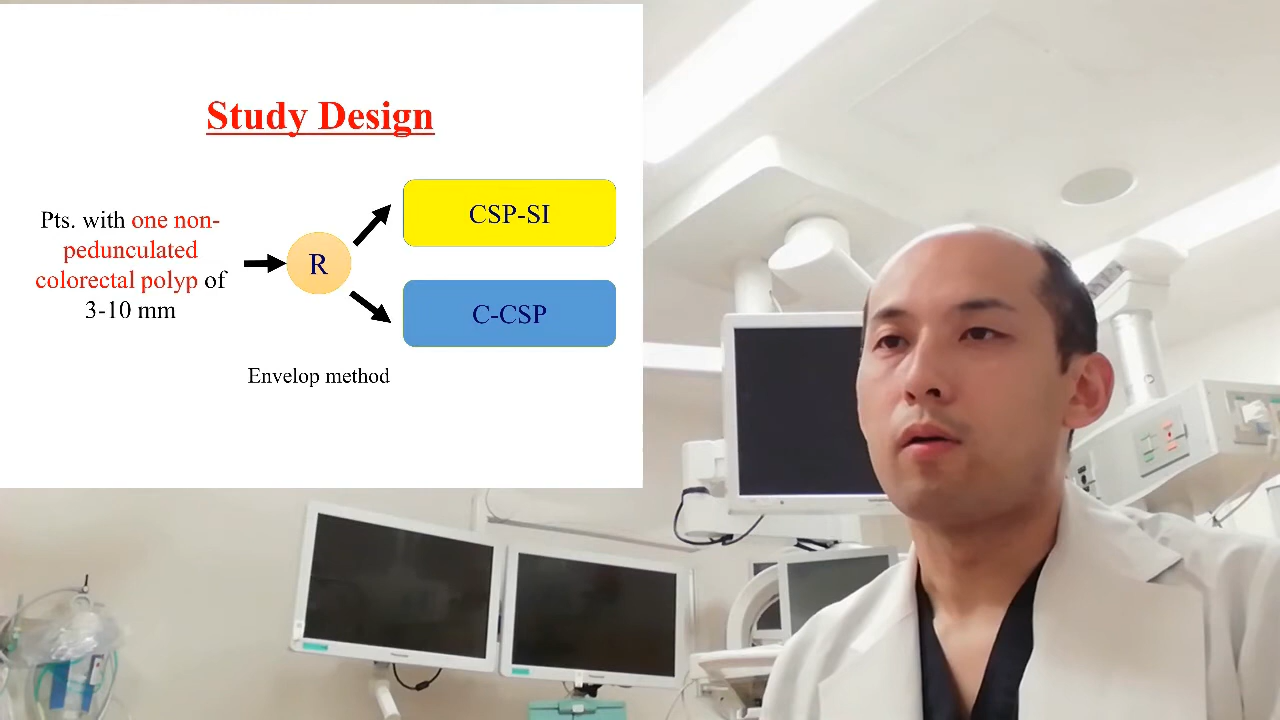 Study Design
Pts. with one non-
pedunculated
colorectal polyp of
3-10 mm
R
CSP-SI
C-CSP
Envelop method